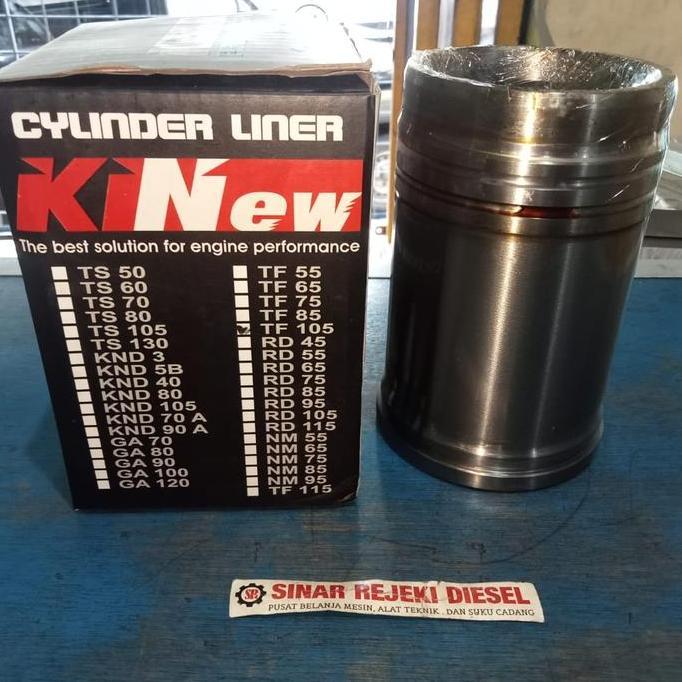 CYLINDER LINER
KiNew
The best solution for engine performance
TS 50
TS 60
TS 70
TS 80
TS 105
TS 130
KND 3
KND 5B
KND 40
KND 80
KND 105
KND 70 A
KND 90 A
GA 70
GA 80
GA 90
GA 100
GA 120
TF 55
TF 65
TF 75
TF 85
TF 105
RD 45
RD 55
RD 65
RD 75
RD 85
RD 95
RD 105
RD 115
NM 55
NM 65
NM 75
NM 85
NM 95
TF 115
SR SINAR REJEKI DIESEL
PUSAT BELANJA MESIN, ALAT TEKNIK . DAN SUKU CADANG